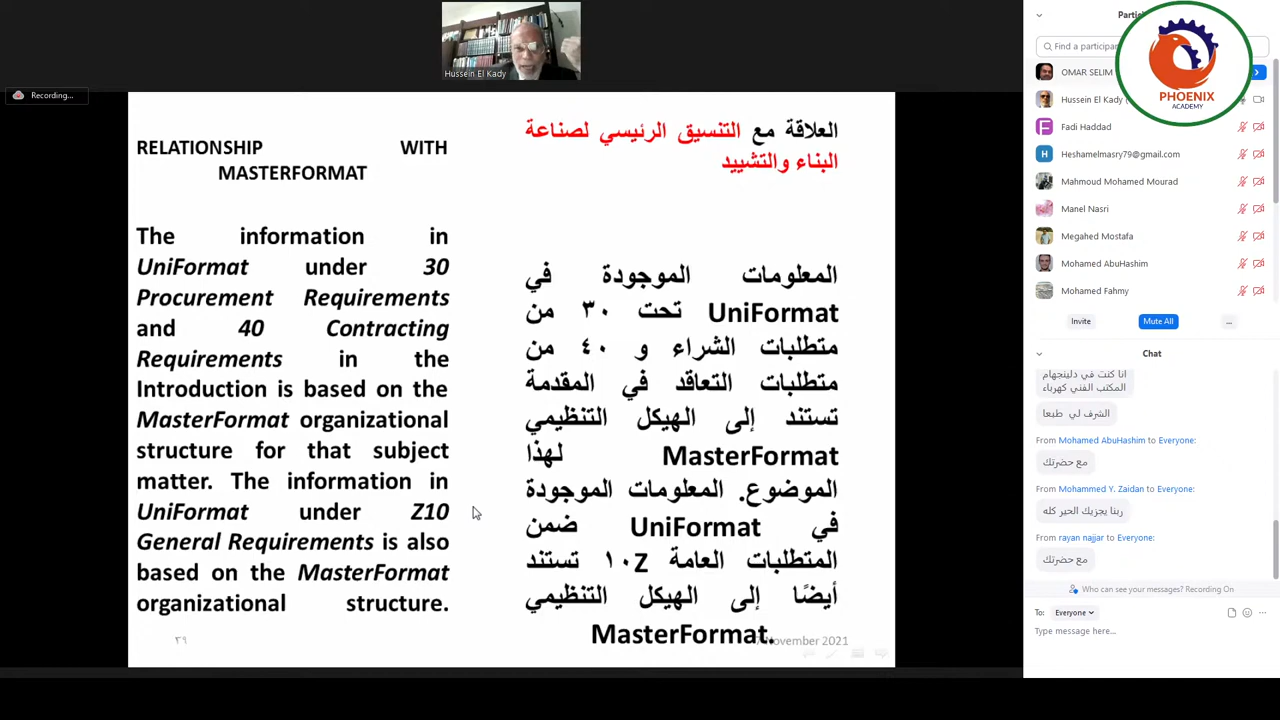 Hussein El Kady
Recording...
RELATIONSHIP WITH
MASTERFORMAT
The information in
UniFormat under 30
Procurement Requirements
and 40 Contracting
Requirements in the
Introduction is based on the
MasterFormat organizational
structure for that subject
matter. The information in
UniFormat under Z10
General Requirements is also
based on the MasterFormat
organizational structure.
العلاقة مع التنسيق الرئيسي لصناعة
البناء والتشييد
المعلومات الموجودة في
UniFormat تحت ٣٠ من
متطلبات الشراء و ٤٠ من
متطلبات التعاقد في المقدمة
تستند إلى الهيكل التنظيمي
MasterFormat لهذا
الموضوع. المعلومات الموجودة
في UniFormat ضمن
المتطلبات العامة Z١٠ تستند
أيضًا إلى الهيكل التنظيمي
MasterFormat.
٣٩
November 2021
PHOENIX
ACADEMY
Find a participa
OMAR SELIM
Hussein El Kady
Fadi Haddad
Heshamelmasry79@gmail.com
Mahmoud Mohamed Mourad
Manel Nasri
Megahed Mostafa
Mohamed AbuHashim
Mohamed Fahmy
Invite
Mute All
...
Chat
انا كنت في دلينجهام
المكتب الفني كهرباء
الشرف لي طبعا
From Mohamed AbuHashim to Everyone:
مع حضرتك
From Mohammed Y. Zaidan to Everyone:
ربنا يجزيك الخير كله
From rayan najjar to Everyone:
مع حضرتك
Who can see your messages? Recording On
To: Everyone
Type message here...